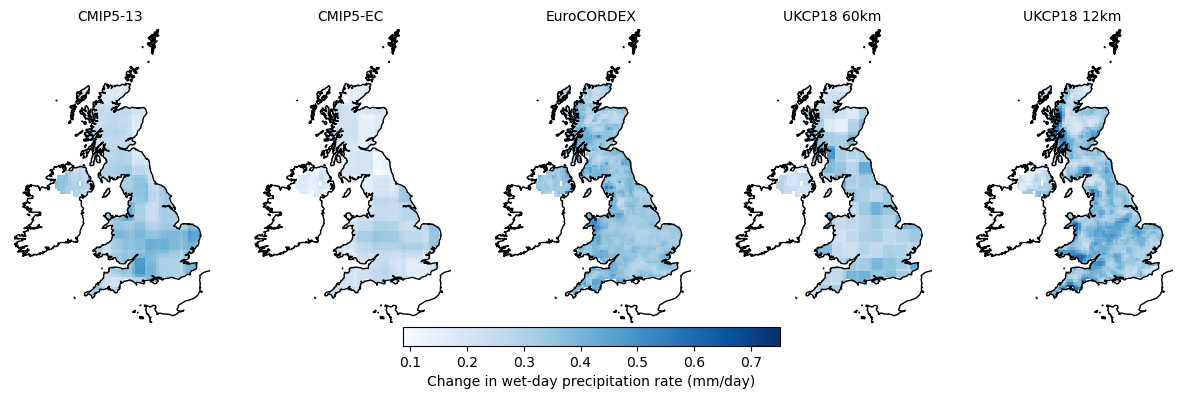 CMIP5-13
CMIP5-EC
EuroCORDEX
UKCP18 60km
UKCP18 12km
0.1 0.2 0.3 0.4 0.5 0.6 0.7
Change in wet-day precipitation rate (mm/day)